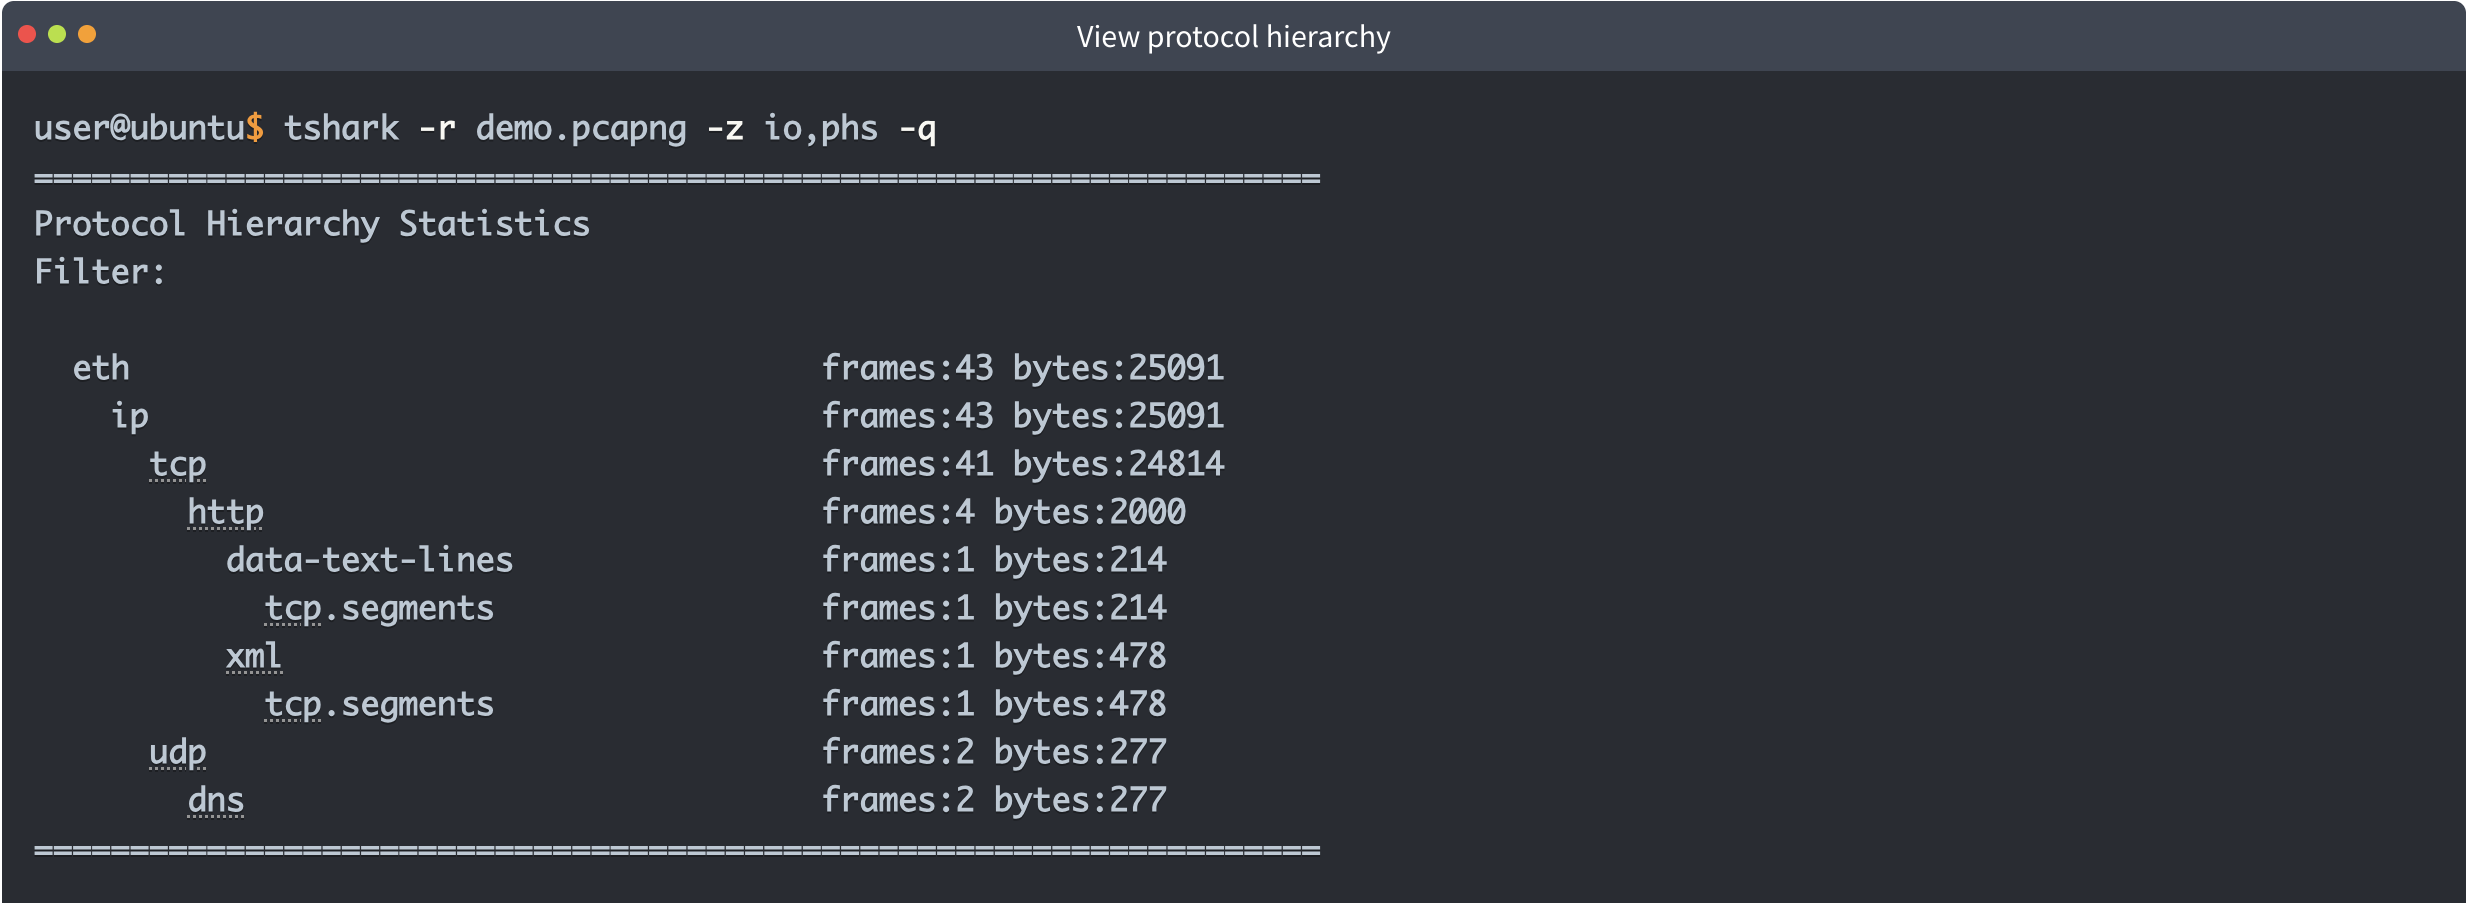 View protocol hierarchy
user@ubuntu$ tshark -r demo.pcapng -z io,phs -q
===================================================================
Protocol Hierarchy Statistics
Filter:
  eth                                    frames:43 bytes:25091
    ip                                   frames:43 bytes:25091
      tcp                                frames:41 bytes:24814
        http                             frames:4 bytes:2000
          data-text-lines                frames:1 bytes:214
            tcp.segments                 frames:1 bytes:214
          xml                            frames:1 bytes:478
            tcp.segments                 frames:1 bytes:478
      udp                                frames:2 bytes:277
        dns                              frames:2 bytes:277
===================================================================